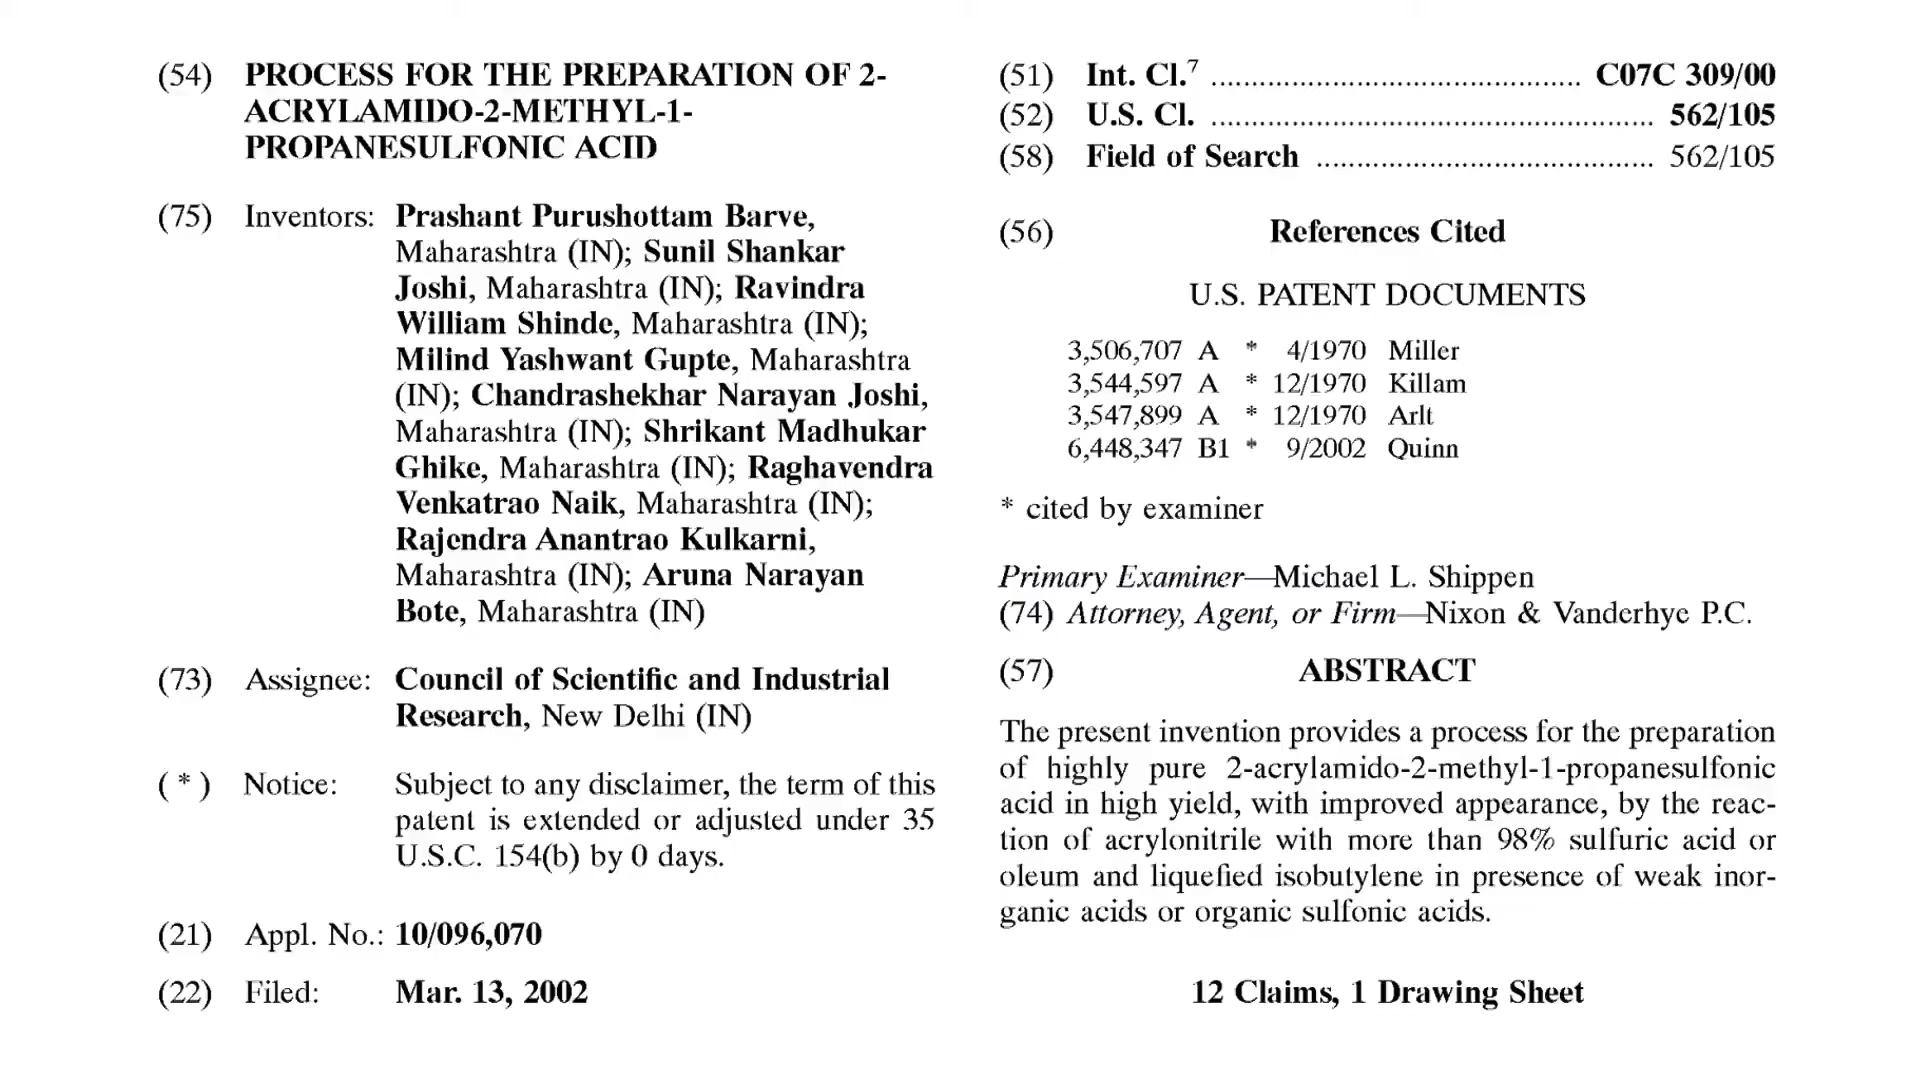 (54) PROCESS FOR THE PREPARATION OF 2-
ACRYLAMIDO-2-METHYL-1-
PROPANESULFONIC ACID
(75) Inventors: Prashant Purushottam Barve,
Maharashtra (IN); Sunil Shankar
Joshi, Maharashtra (IN); Ravindra
William Shinde, Maharashtra (IN);
Milind Yashwant Gupte, Maharashtra
(IN); Chandrashekhar Narayan Joshi,
Maharashtra (IN); Shrikant Madhukar
Ghike, Maharashtra (IN); Raghavendra
Venkatrao Naik, Maharashtra (IN);
Rajendra Anantrao Kulkarni,
Maharashtra (IN); Aruna Narayan
Bote, Maharashtra (IN)
(73) Assignee: Council of Scientific and Industrial
Research, New Delhi (IN)
( * ) Notice: Subject to any disclaimer, the term of this
patent is extended or adjusted under 35
U.S.C. 154(b) by 0 days.
(21) Appl. No.: 10/096,070
(22) Filed: Mar. 13, 2002
(51) Int. Cl.7 ............................................. C07C 309/00
(52) U.S. Cl. ..................................................... 562/105
(58) Field of Search ........................................ 562/105
(56) References Cited
U.S. PATENT DOCUMENTS
3,506,707 A * 4/1970 Miller
3,544,597 A * 12/1970 Killam
3,547,899 A * 12/1970 Arlt
6,448,347 B1 * 9/2002 Quinn
* cited by examiner
Primary Examiner—Michael L. Shippen
(74) Attorney, Agent, or Firm—Nixon & Vanderhye P.C.
(57) ABSTRACT
The present invention provides a process for the preparation
of highly pure 2-acrylamido-2-methyl-1-propanesulfonic
acid in high yield, with improved appearance, by the reac-
tion of acrylonitrile with more than 98% sulfuric acid or
oleum and liquefied isobutylene in presence of weak inor-
ganic acids or organic sulfonic acids.
12 Claims, 1 Drawing Sheet